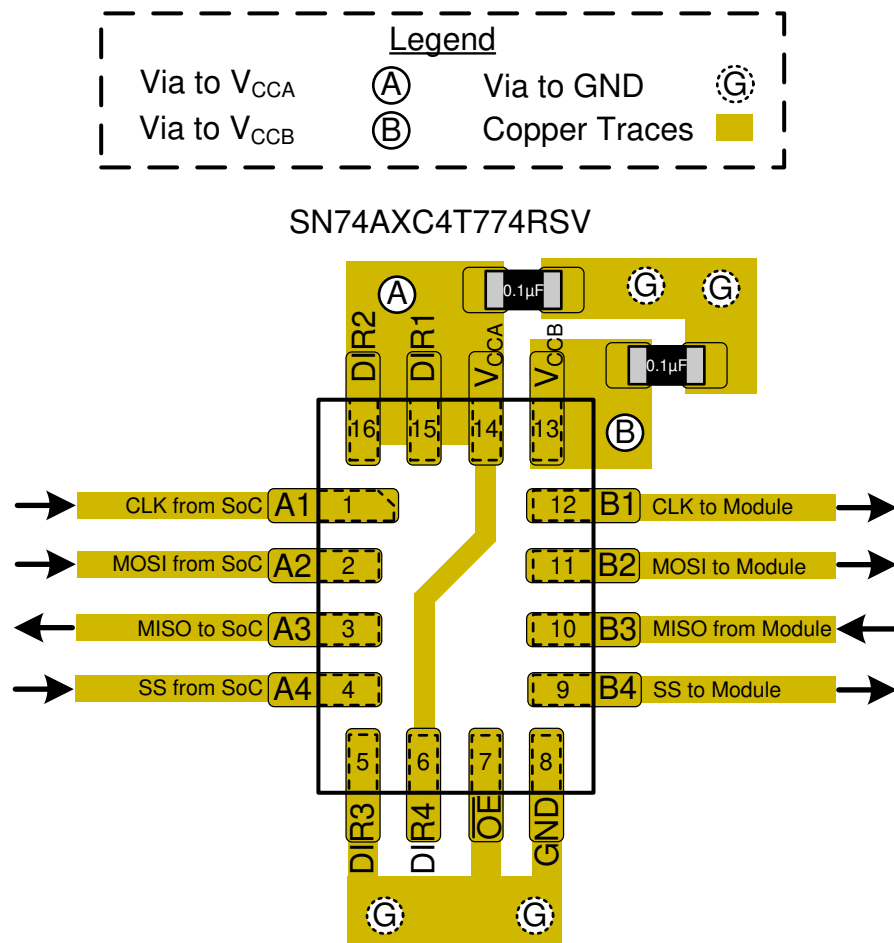 Legend
Via to VCCA A Via to GND G
Via to VCCB B Copper Traces
SN74AXC4T774RSV
A 0.1µF G G
DIR2 DIR1 VCCA VCCB 0.1µF
16 15 14 13 B
CLK from SoC A1 1 12 B1 CLK to Module
MOSI from SoC A2 2 11 B2 MOSI to Module
MISO to SoC A3 3 10 B3 MISO from Module
SS from SoC A4 4 9 B4 SS to Module
5 6 7 8
DIR3 DIR4 O̅E̅ GND
G G